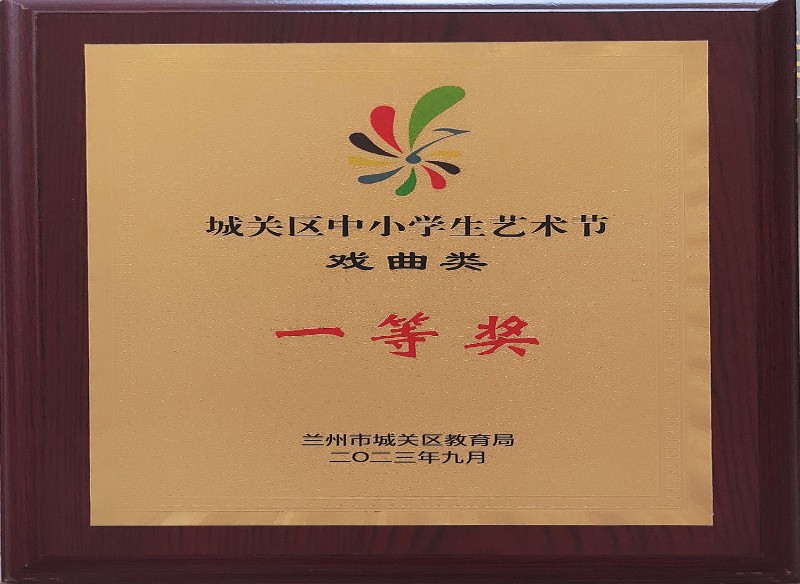 城关区中小学生艺术节
戏曲类
一等奖
兰州市城关区教育局
二〇二三年九月